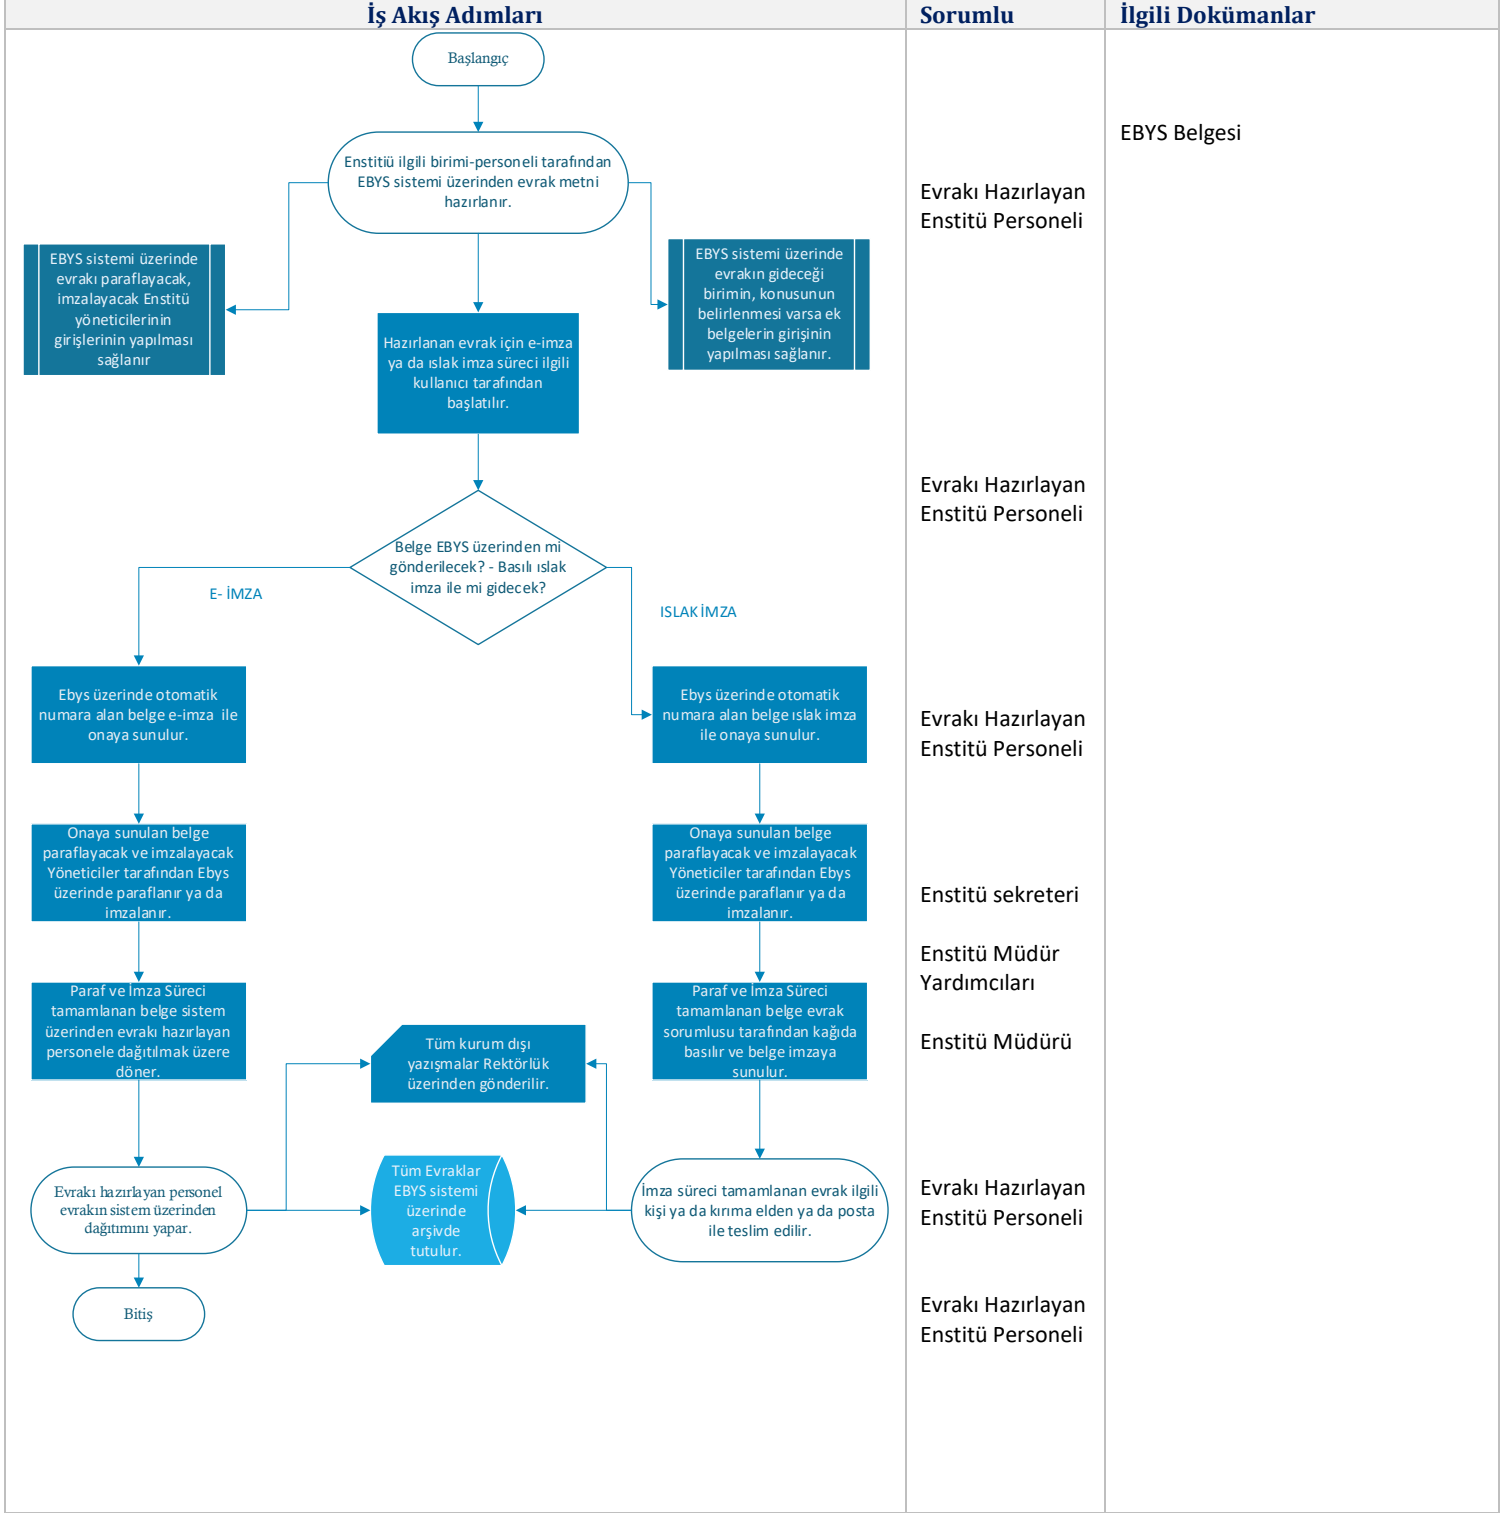 İş Akış Adımları
Sorumlu
İlgili Dokümanlar
Başlangıç
EBYS Belgesi
Enstitiü ilgili birimi-personeli tarafından
EBYS sistemi üzerinden evrak metni
hazırlanır.
Evrakı Hazırlayan
Enstitü Personeli
EBYS sistemi üzerinde
evrakı paraflayacak,
imzalayacak Enstitü
yöneticilerinin
girişlerinin yapılması
sağlanır
EBYS sistemi üzerinde
evrakın gideceği
birimin, konusunun
belirlenmesi varsa ek
belgelerin girişinin
yapılması sağlanır.
Hazırlanan evrak için e-imza
ya da ıslak imza süreci ilgili
kullanıcı tarafından
başlatılır.
Evrakı Hazırlayan
Enstitü Personeli
Belge EBYS üzerinden mi
gönderilecek? - Basılı ıslak
imza ile mi gidecek?
E- İMZA
ISLAK İMZA
Ebys üzerinde otomatik
numara alan belge e-imza ile
onaya sunulur.
Ebys üzerinde otomatik
numara alan belge ıslak imza
ile onaya sunulur.
Evrakı Hazırlayan
Enstitü Personeli
Onaya sunulan belge
paraflayacak ve imzalayacak
Yöneticiler tarafından Ebys
üzerinde paraflanır ya da
imzalanır.
Onaya sunulan belge
paraflayacak ve imzalayacak
Yöneticiler tarafından Ebys
üzerinde paraflanır ya da
imzalanır.
Enstitü sekreteri
Enstitü Müdür
Yardımcıları
Enstitü Müdürü
Paraf ve İmza Süreci
tamamlanan belge sistem
üzerinden evrakı hazırlayan
personele dağıtılmak üzere
döner.
Tüm kurum dışı
yazışmalar Rektörlük
üzerinden gönderilir.
Paraf ve İmza Süreci
tamamlanan belge evrak
sorumlusu tarafından kağıda
basılır ve belge imzaya
sunulur.
Evrakı hazırlayan personel
evrakın sistem üzerinden
dağıtımını yapar.
Tüm Evraklar
EBYS sistemi
üzerinde
arşivde
tutulur.
İmza süreci tamamlanan evrak ilgili
kişi ya da kırıma elden ya da posta
ile teslim edilir.
Evrakı Hazırlayan
Enstitü Personeli
Bitiş
Evrakı Hazırlayan
Enstitü Personeli